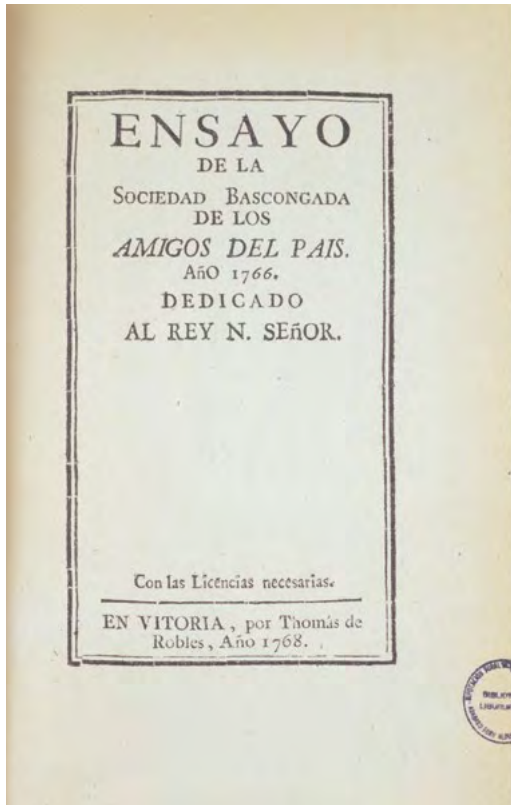 ENSAYO
DE LA
SOCIEDAD BASCONGADA
DE LOS
AMIGOS DEL PAIS.
AñO 1766.
DEDICADO
AL REY N. SEñOR.
Con las Licencias necesarias.
EN VITORIA, por Thomás de
Robles, Año 1768.